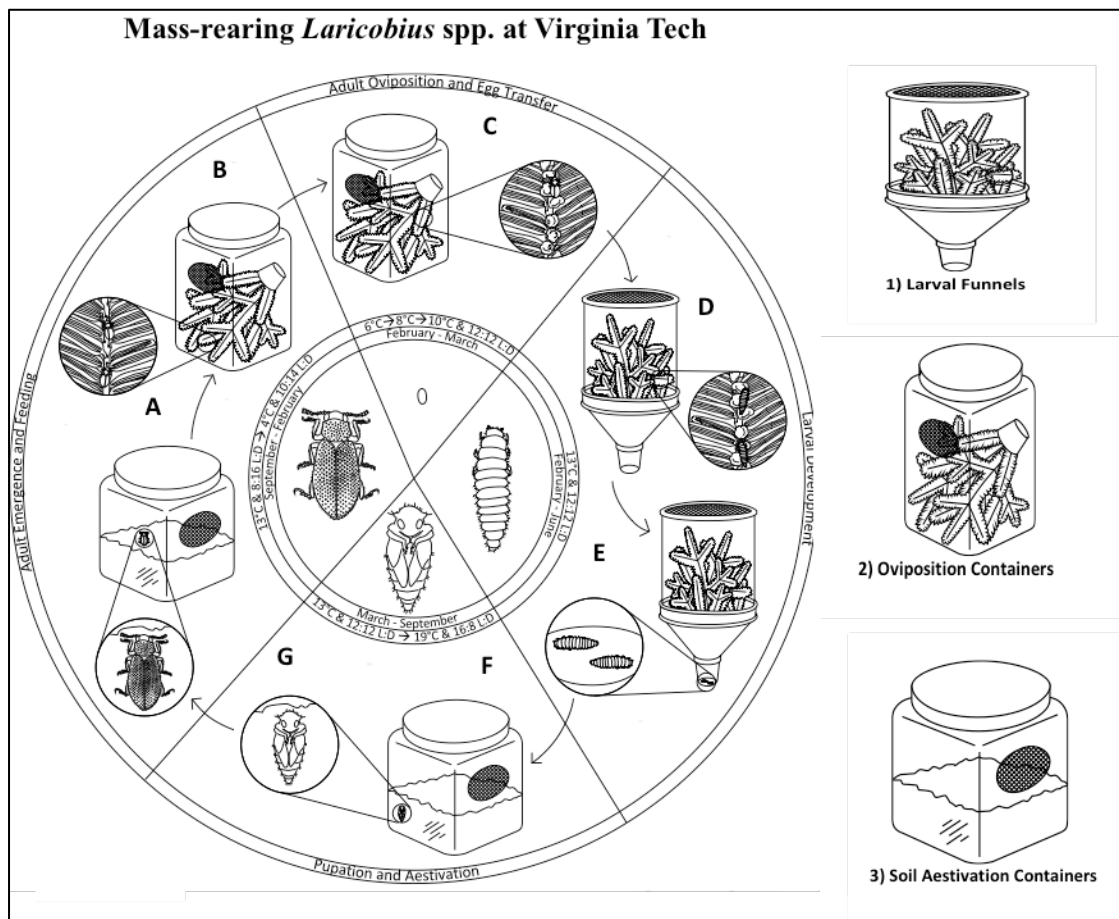 Mass-rearing Laricobius spp. at Virginia Tech
Adult Oviposition and Egg Transfer
C
B
A
D
E
F
G
Adult Emergence and Feeding
Larval Development
Pupation and Aestivation
6°C→8°C→10°C & 12:12 L:D
February - March
13°C & 8:16 L:D → 4°C & 10:14 L:D
September - February
13°C & 12:12 L:D
February - June
March - September
13°C & 12:12 L:D → 19°C & 16:8 L:D
1) Larval Funnels
2) Oviposition Containers
3) Soil Aestivation Containers